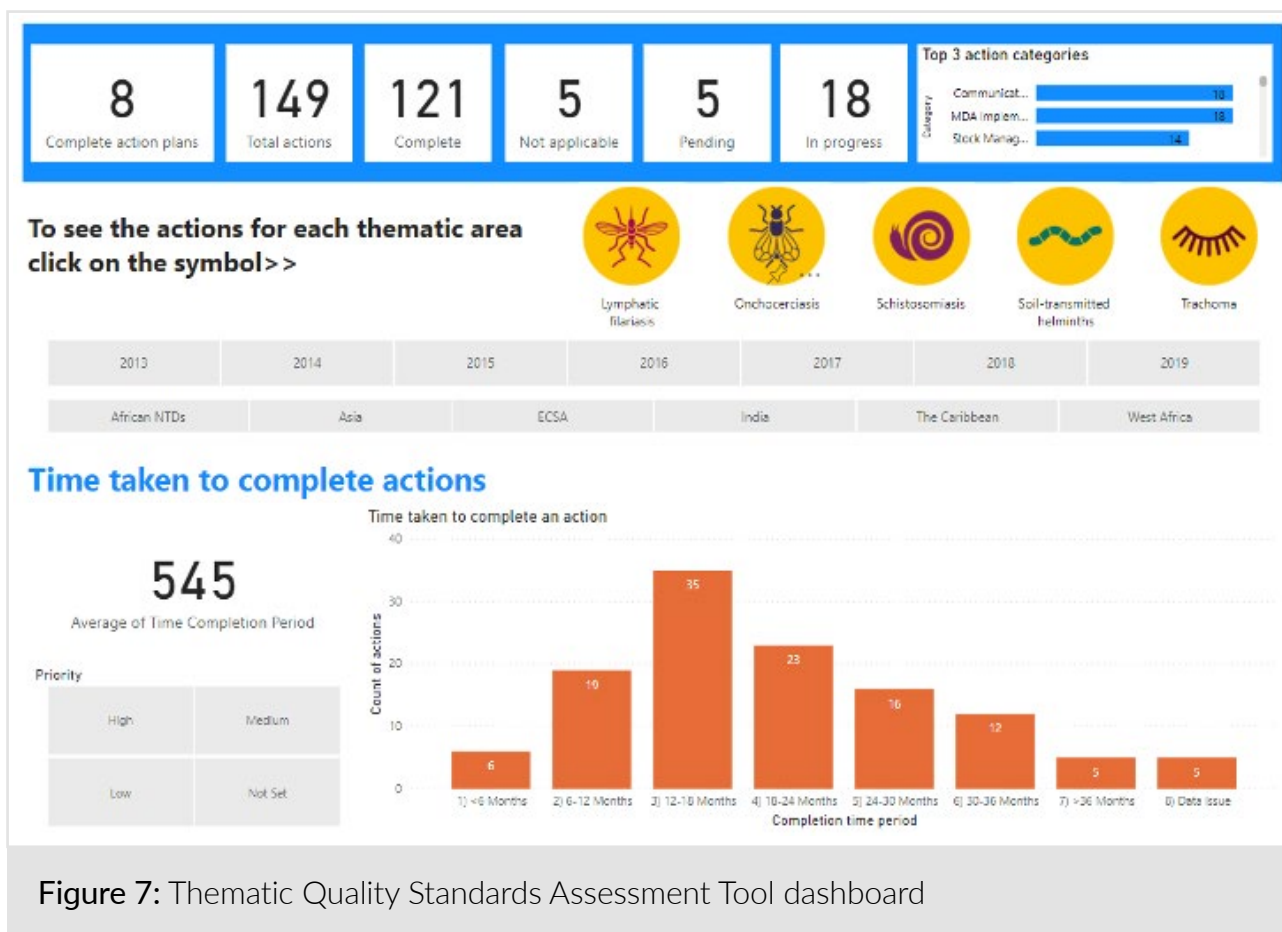 8
Complete action plans
149
Total actions
121
Complete
5
Not applicable
5
Pending
18
In progress
Top 3 action categories
Category
Communicat... 18
MDA Implem... 18
Stock Manag... 14
To see the actions for each thematic area
click on the symbol>>
Lymphatic
filariasis
Onchocerciasis
Schistosomiasis
Soil-transmitted
helminths
Trachoma
2013 2014 2015 2016 2017 2018 2019
African NTDs Asia ECSA India The Caribbean West Africa
Time taken to complete actions
545
Average of Time Completion Period
Priority
High Medium
Low Not Set
Time taken to complete an action
Count of actions
40
30
20
10
0
6 19 35 23 16 12 5 5
1) <6 Months 2) 6-12 Months 3) 12-18 Months 4) 18-24 Months 5) 24-30 Months 6) 30-36 Months 7) >36 Months 8) Data Issue
Completion time period
Figure 7: Thematic Quality Standards Assessment Tool dashboard